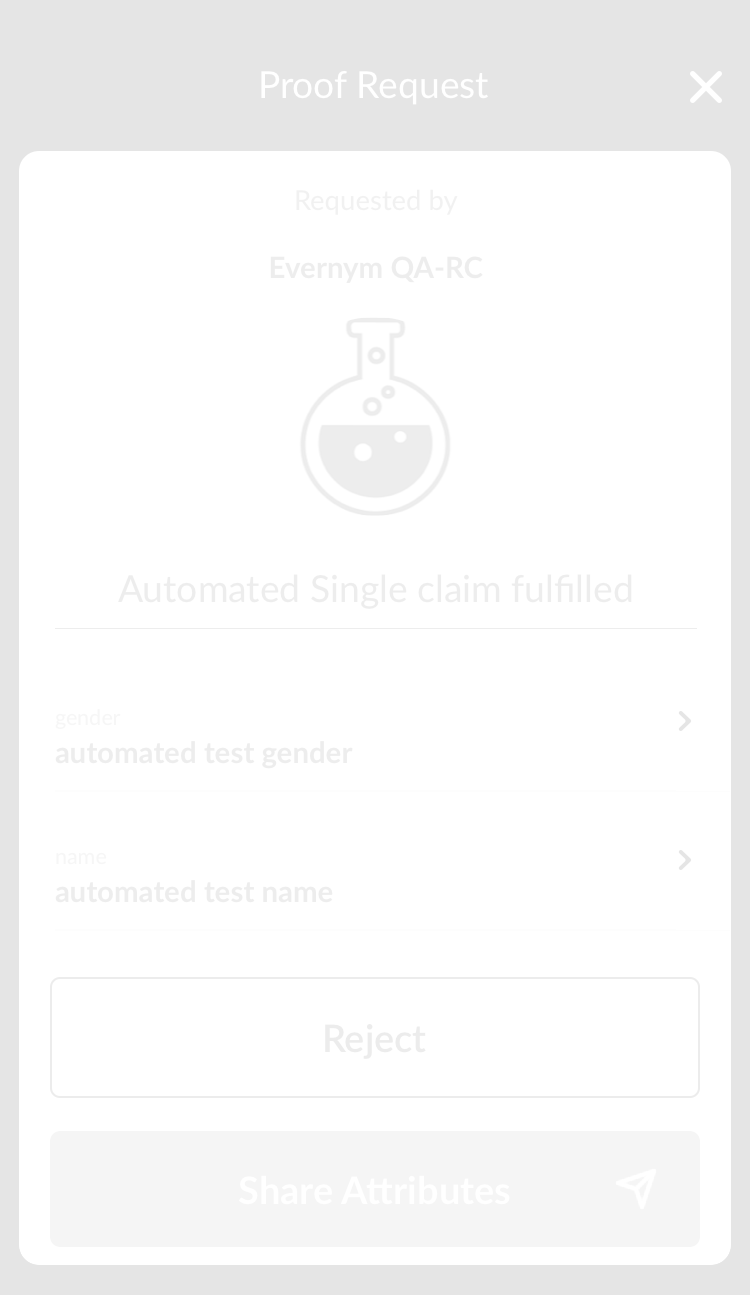 Proof Request
Requested by
Evernym QA-RC
Automated Single claim fulfilled
gender
automated test gender
name
automated test name
Reject
Share Attributes